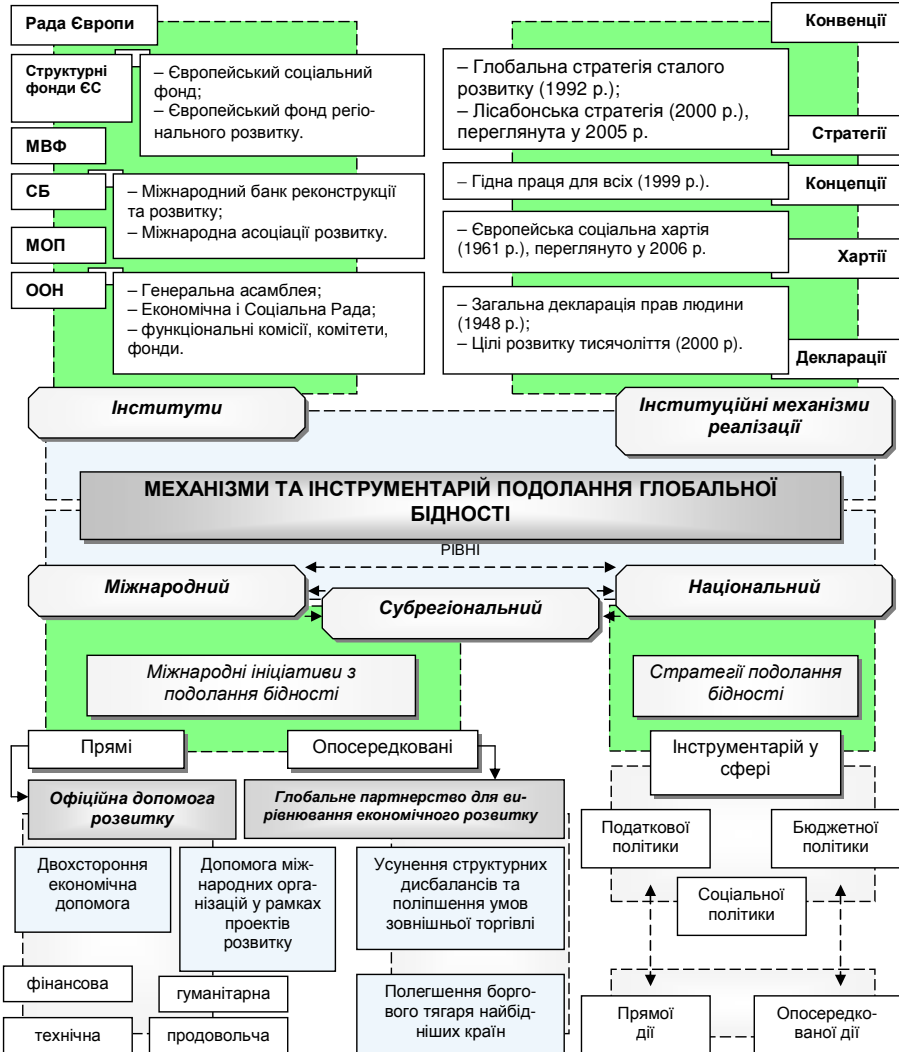 Рада Європи
Структурні
фонди ЄС
– Європейський соціальний
фонд;
– Європейський фонд регіо-
нального розвитку.
МВФ
СБ
– Міжнародний банк реконструкції
та розвитку;
– Міжнародна асоціації розвитку.
МОП
ООН
– Генеральна асамблея;
– Економічна і Соціальна Рада;
– функціональні комісії, комітети,
фонди.
Інститути
Конвенції
– Глобальна стратегія сталого
розвитку (1992 р.);
– Лісабонська стратегія (2000 р.),
переглянута у 2005 р.
Стратегії
– Гідна праця для всіх (1999 р.).
Концепції
– Європейська соціальна хартія
(1961 р.), переглянуто у 2006 р.
Хартії
– Загальна декларація прав людини
(1948 р.);
– Цілі розвитку тисячоліття (2000 р).
Декларації
Інституційні механізми
реалізації
МЕХАНІЗМИ ТА ІНСТРУМЕНТАРІЙ ПОДОЛАННЯ ГЛОБАЛЬНОЇ
БІДНОСТІ
РІВНІ
Міжнародний
Субрегіональний
Національний
Міжнародні ініціативи з
подолання бідності
Стратегії подолання
бідності
Прямі
Опосередковані
Інструментарій у
сфері
Офіційна допомога
розвитку
Глобальне партнерство для ви-
рівнювання економічного розвитку
Податкової
політики
Бюджетної
політики
Соціальної
політики
Двохстороння
економічна
допомога
Допомога між-
народних орга-
нізацій у рамках
проектів
розвитку
Усунення структурних
дисбалансів та
поліпшення умов
зовнішньої торгівлі
фінансова
гуманітарна
технічна
продовольча
Полегшення борго-
вого тягаря найбід-
ніших країн
Прямої
дії
Опосередко-
ваної дії